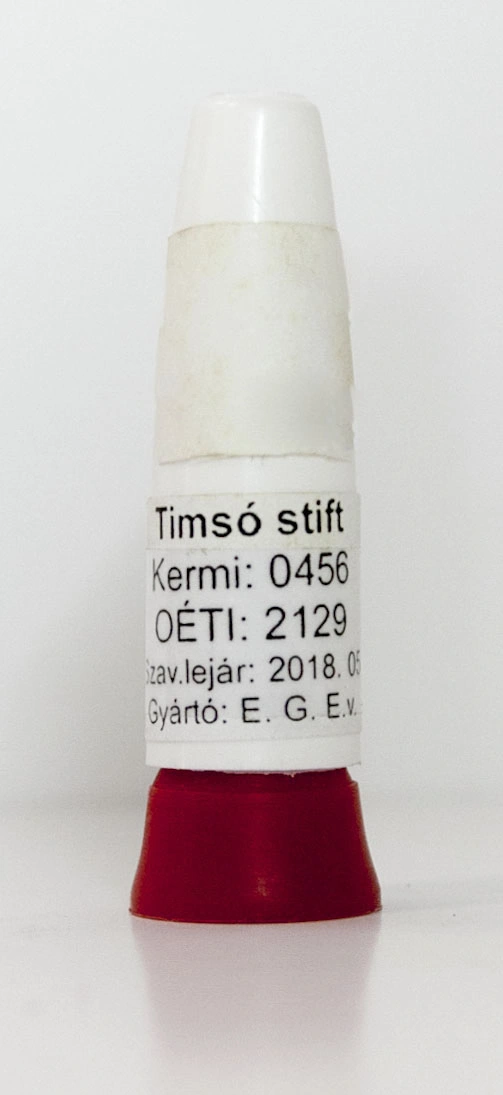 Timsó stift
Kermi: 0456
OÉTI: 2129
Szav.lejár: 2018. 05
Gyártó: E. G. E.v.